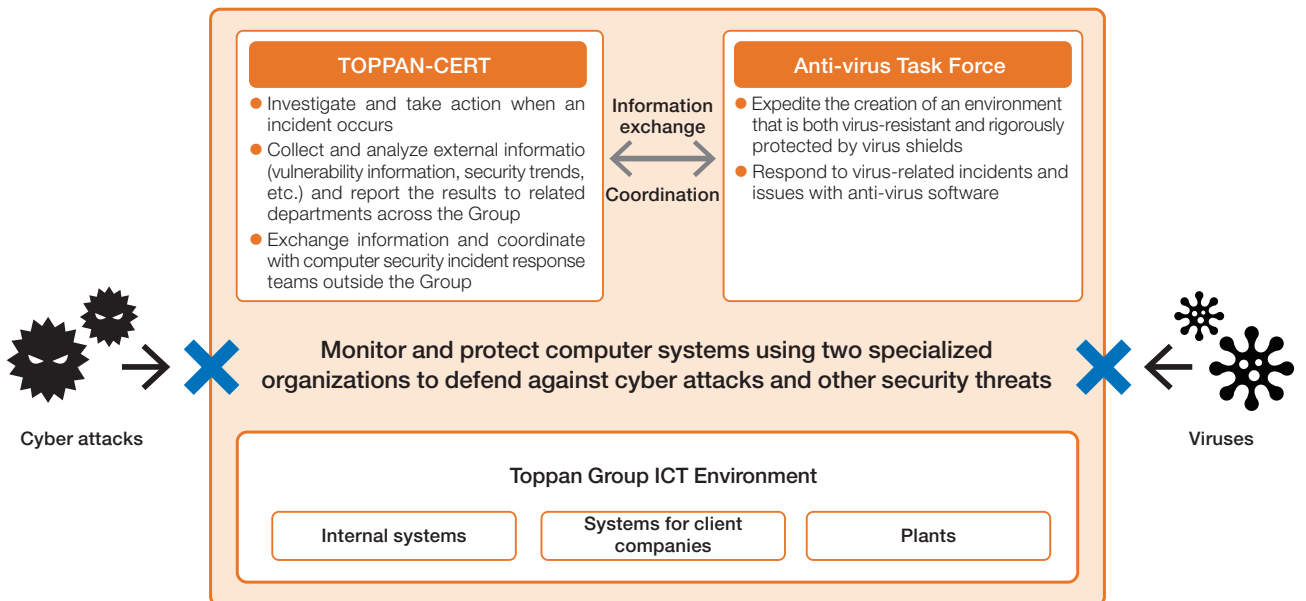 TOPPAN-CERT
Investigate and take action when an
incident occurs
Collect and analyze external informatio
(vulnerability information, security trends,
etc.) and report the results to related
departments across the Group
Exchange information and coordinate
with computer security incident response
teams outside the Group
Information
exchange
Coordination
Anti-virus Task Force
Expedite the creation of an environment
that is both virus-resistant and rigorously
protected by virus shields
Respond to virus-related incidents and
issues with anti-virus software
Monitor and protect computer systems using two specialized
organizations to defend against cyber attacks and other security threats
Cyber attacks
Viruses
Toppan Group ICT Environment
Internal systems
Systems for client
companies
Plants